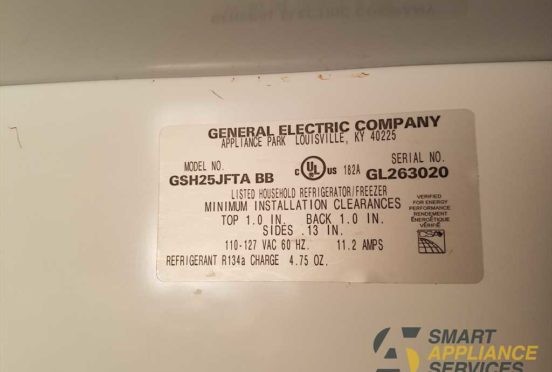 GENERAL ELECTRIC COMPANY
APPLIANCE PARK LOUISVILLE, KY 40225
MODEL NO.
GSH25JFTA BB
C UL US 182A
SERIAL NO.
GL263020
LISTED HOUSEHOLD REFRIGERATOR/FREEZER
MINIMUM INSTALLATION CLEARANCES
TOP 1.0 IN. BACK 1.0 IN.
SIDES .13 IN.
110-127 VAC 60 HZ. 11.2 AMPS
REFRIGERANT R134a CHARGE 4.75 OZ.
VERIFIED
FOR ENERGY
PERFORMANCE
RENDEMENT
ÉNERGÉTIQUE
VÉRIFIÉ
SMART
APPLIANCE
SERVICES